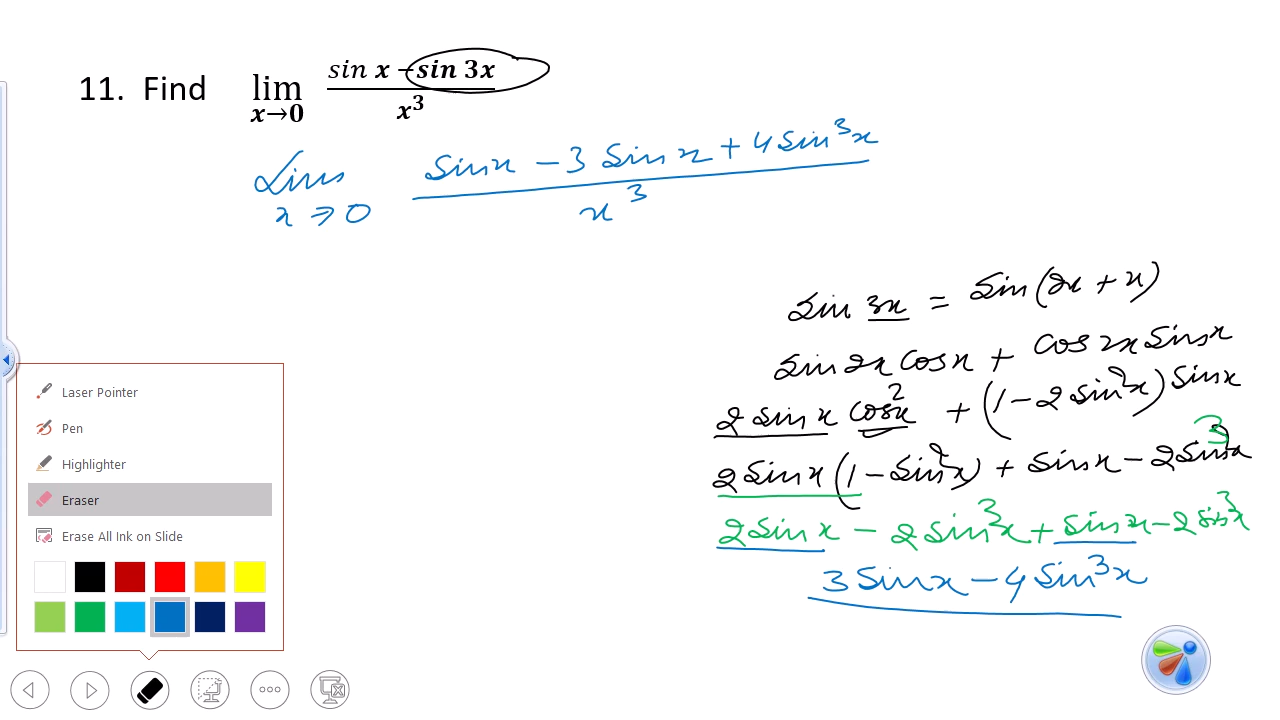 11. Find lim x→0 sin x – sin 3x / x³
Lim x→0 sinx – 3 sin x + 4 sin³x / x³
sin 3x = sin(2x + x)
sin 2x cos x + cos 2x sin x
2 sin x cos²x + (1 – 2 sin²x) sin x
2 sin x (1 – sin²x) + sin x – 2 sin³x
2 sin x – 2 sin³x + sin x – 2 sin³x
3 sin x – 4 sin³x
Laser Pointer
Pen
Highlighter
Eraser
Erase All Ink on Slide